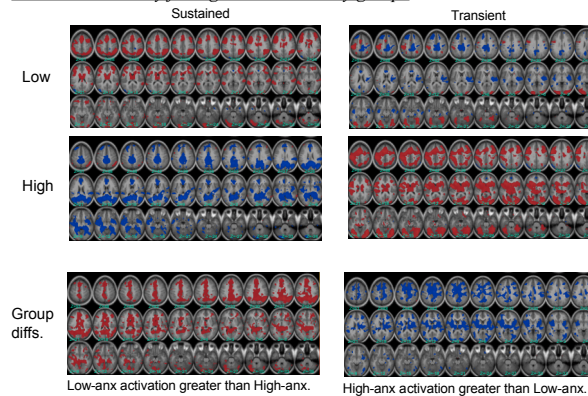 Sustained
Transient
Low
High
Group
diffs.
Low-anx activation greater than High-anx.
High-anx activation greater than Low-anx.